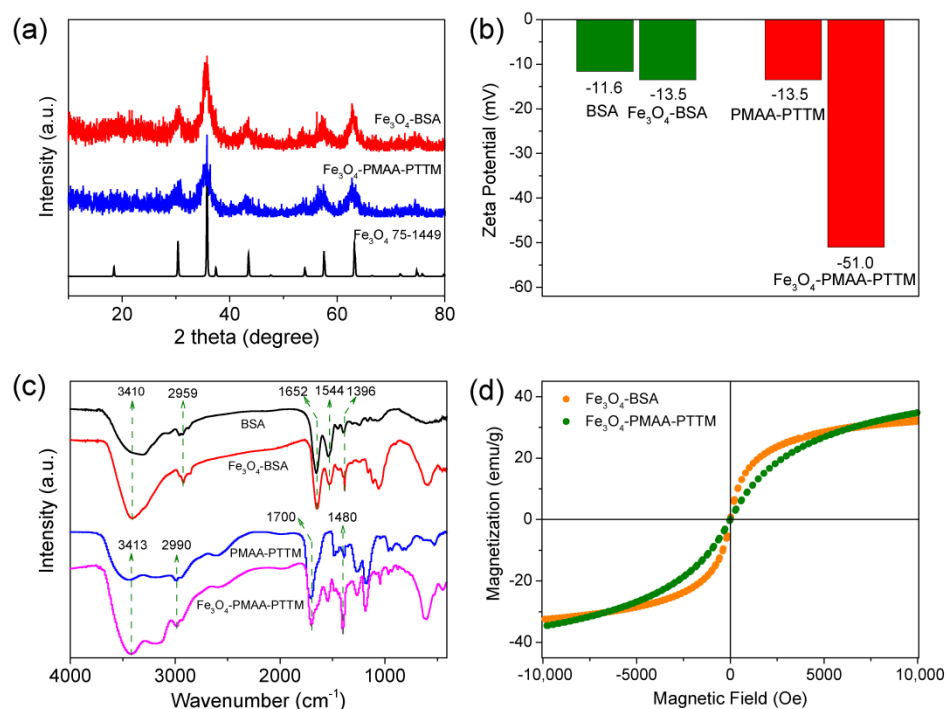 (a)
Intensity (a.u.)
Fe₃O₄-BSA
Fe₃O₄-PMAA-PTTM
Fe₃O₄ 75-1449
20 40 60 80
2 theta (degree)
(b)
Zeta Potential (mV)
0
-10
-20
-30
-40
-50
-60
-11.6
BSA
-13.5
Fe₃O₄-BSA
-13.5
PMAA-PTTM
-51.0
Fe₃O₄-PMAA-PTTM
(c)
Intensity (a.u.)
3410 2959 1652 1544 1396
BSA
Fe₃O₄-BSA
1700 1480
3413 2990
PMAA-PTTM
Fe₃O₄-PMAA-PTTM
4000 3000 2000 1000
Wavenumber (cm⁻¹)
(d)
Magnetization (emu/g)
40
20
0
-20
-40
Fe₃O₄-BSA
Fe₃O₄-PMAA-PTTM
-10,000 -5000 0 5000 10,000
Magnetic Field (Oe)